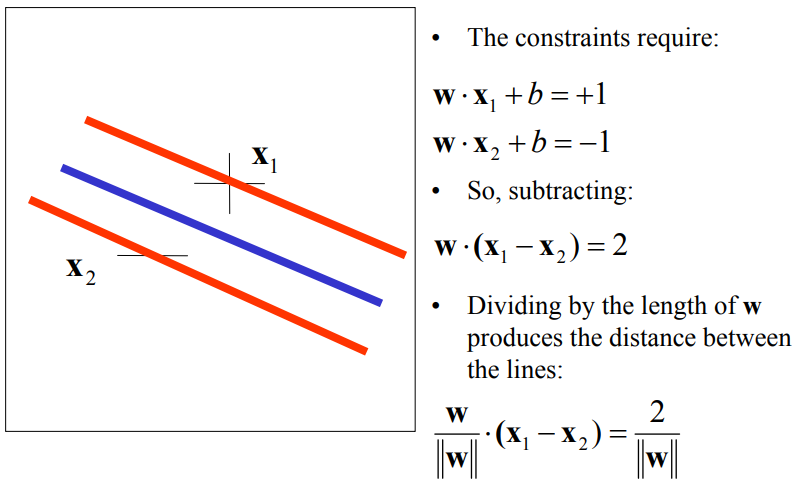 x₁
x₂
• The constraints require:
w · x₁ + b = +1
w · x₂ + b = −1
• So, subtracting:
w · (x₁ − x₂) = 2
• Dividing by the length of w
produces the distance between
the lines:
w/‖w‖ · (x₁ − x₂) = 2/‖w‖